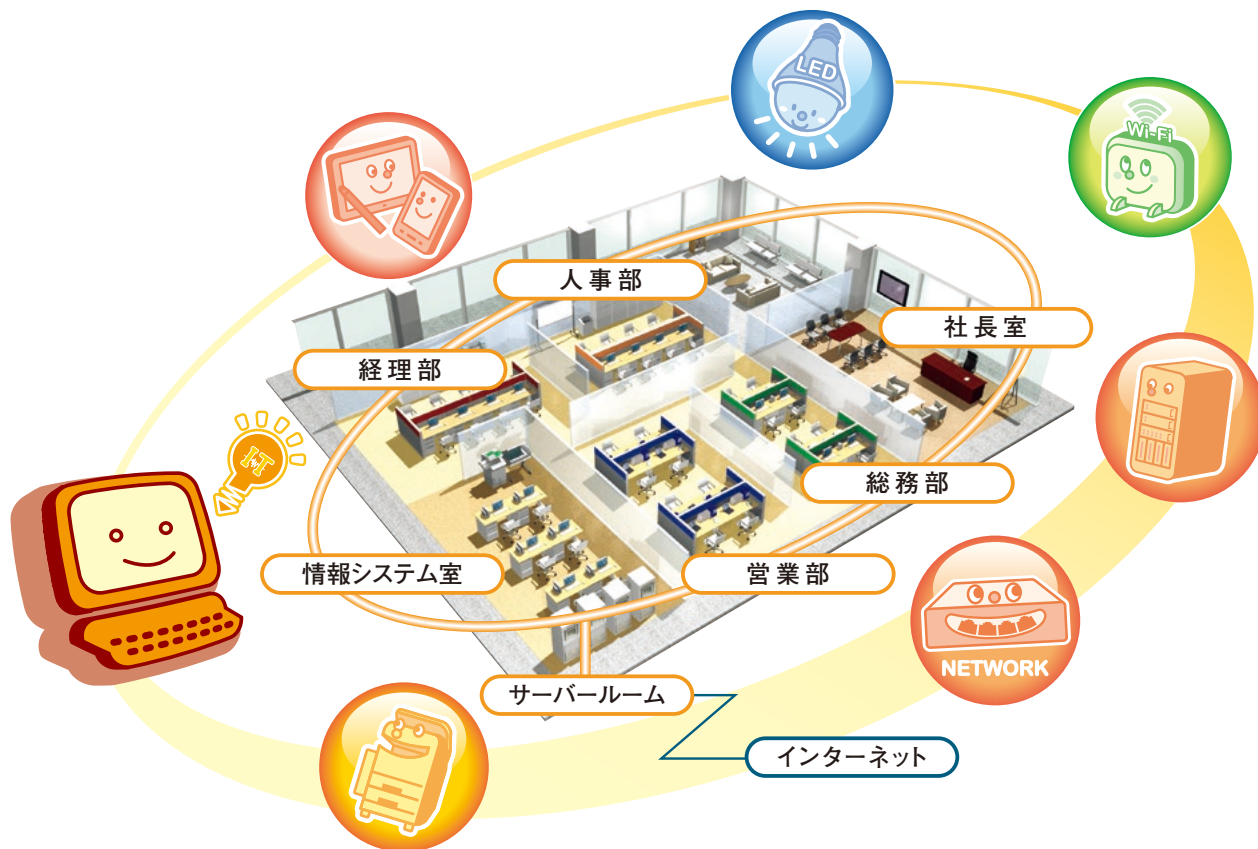 LED
Wi-Fi
人事部
社長室
経理部
総務部
情報システム室
営業部
NETWORK
サーバールーム
インターネット